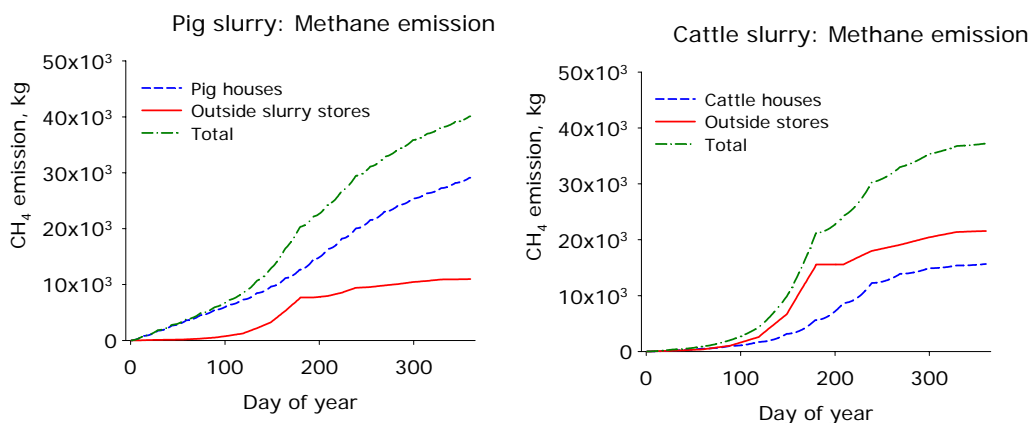 Pig slurry: Methane emission
CH₄ emission, kg
50x10³
40x10³
30x10³
20x10³
10x10³
0
Pig houses
Outside slurry stores
Total
0 100 200 300
Day of year
Cattle slurry: Methane emission
CH₄ emission, kg
50x10³
40x10³
30x10³
20x10³
10x10³
0
Cattle houses
Outside stores
Total
0 100 200 300
Day of year